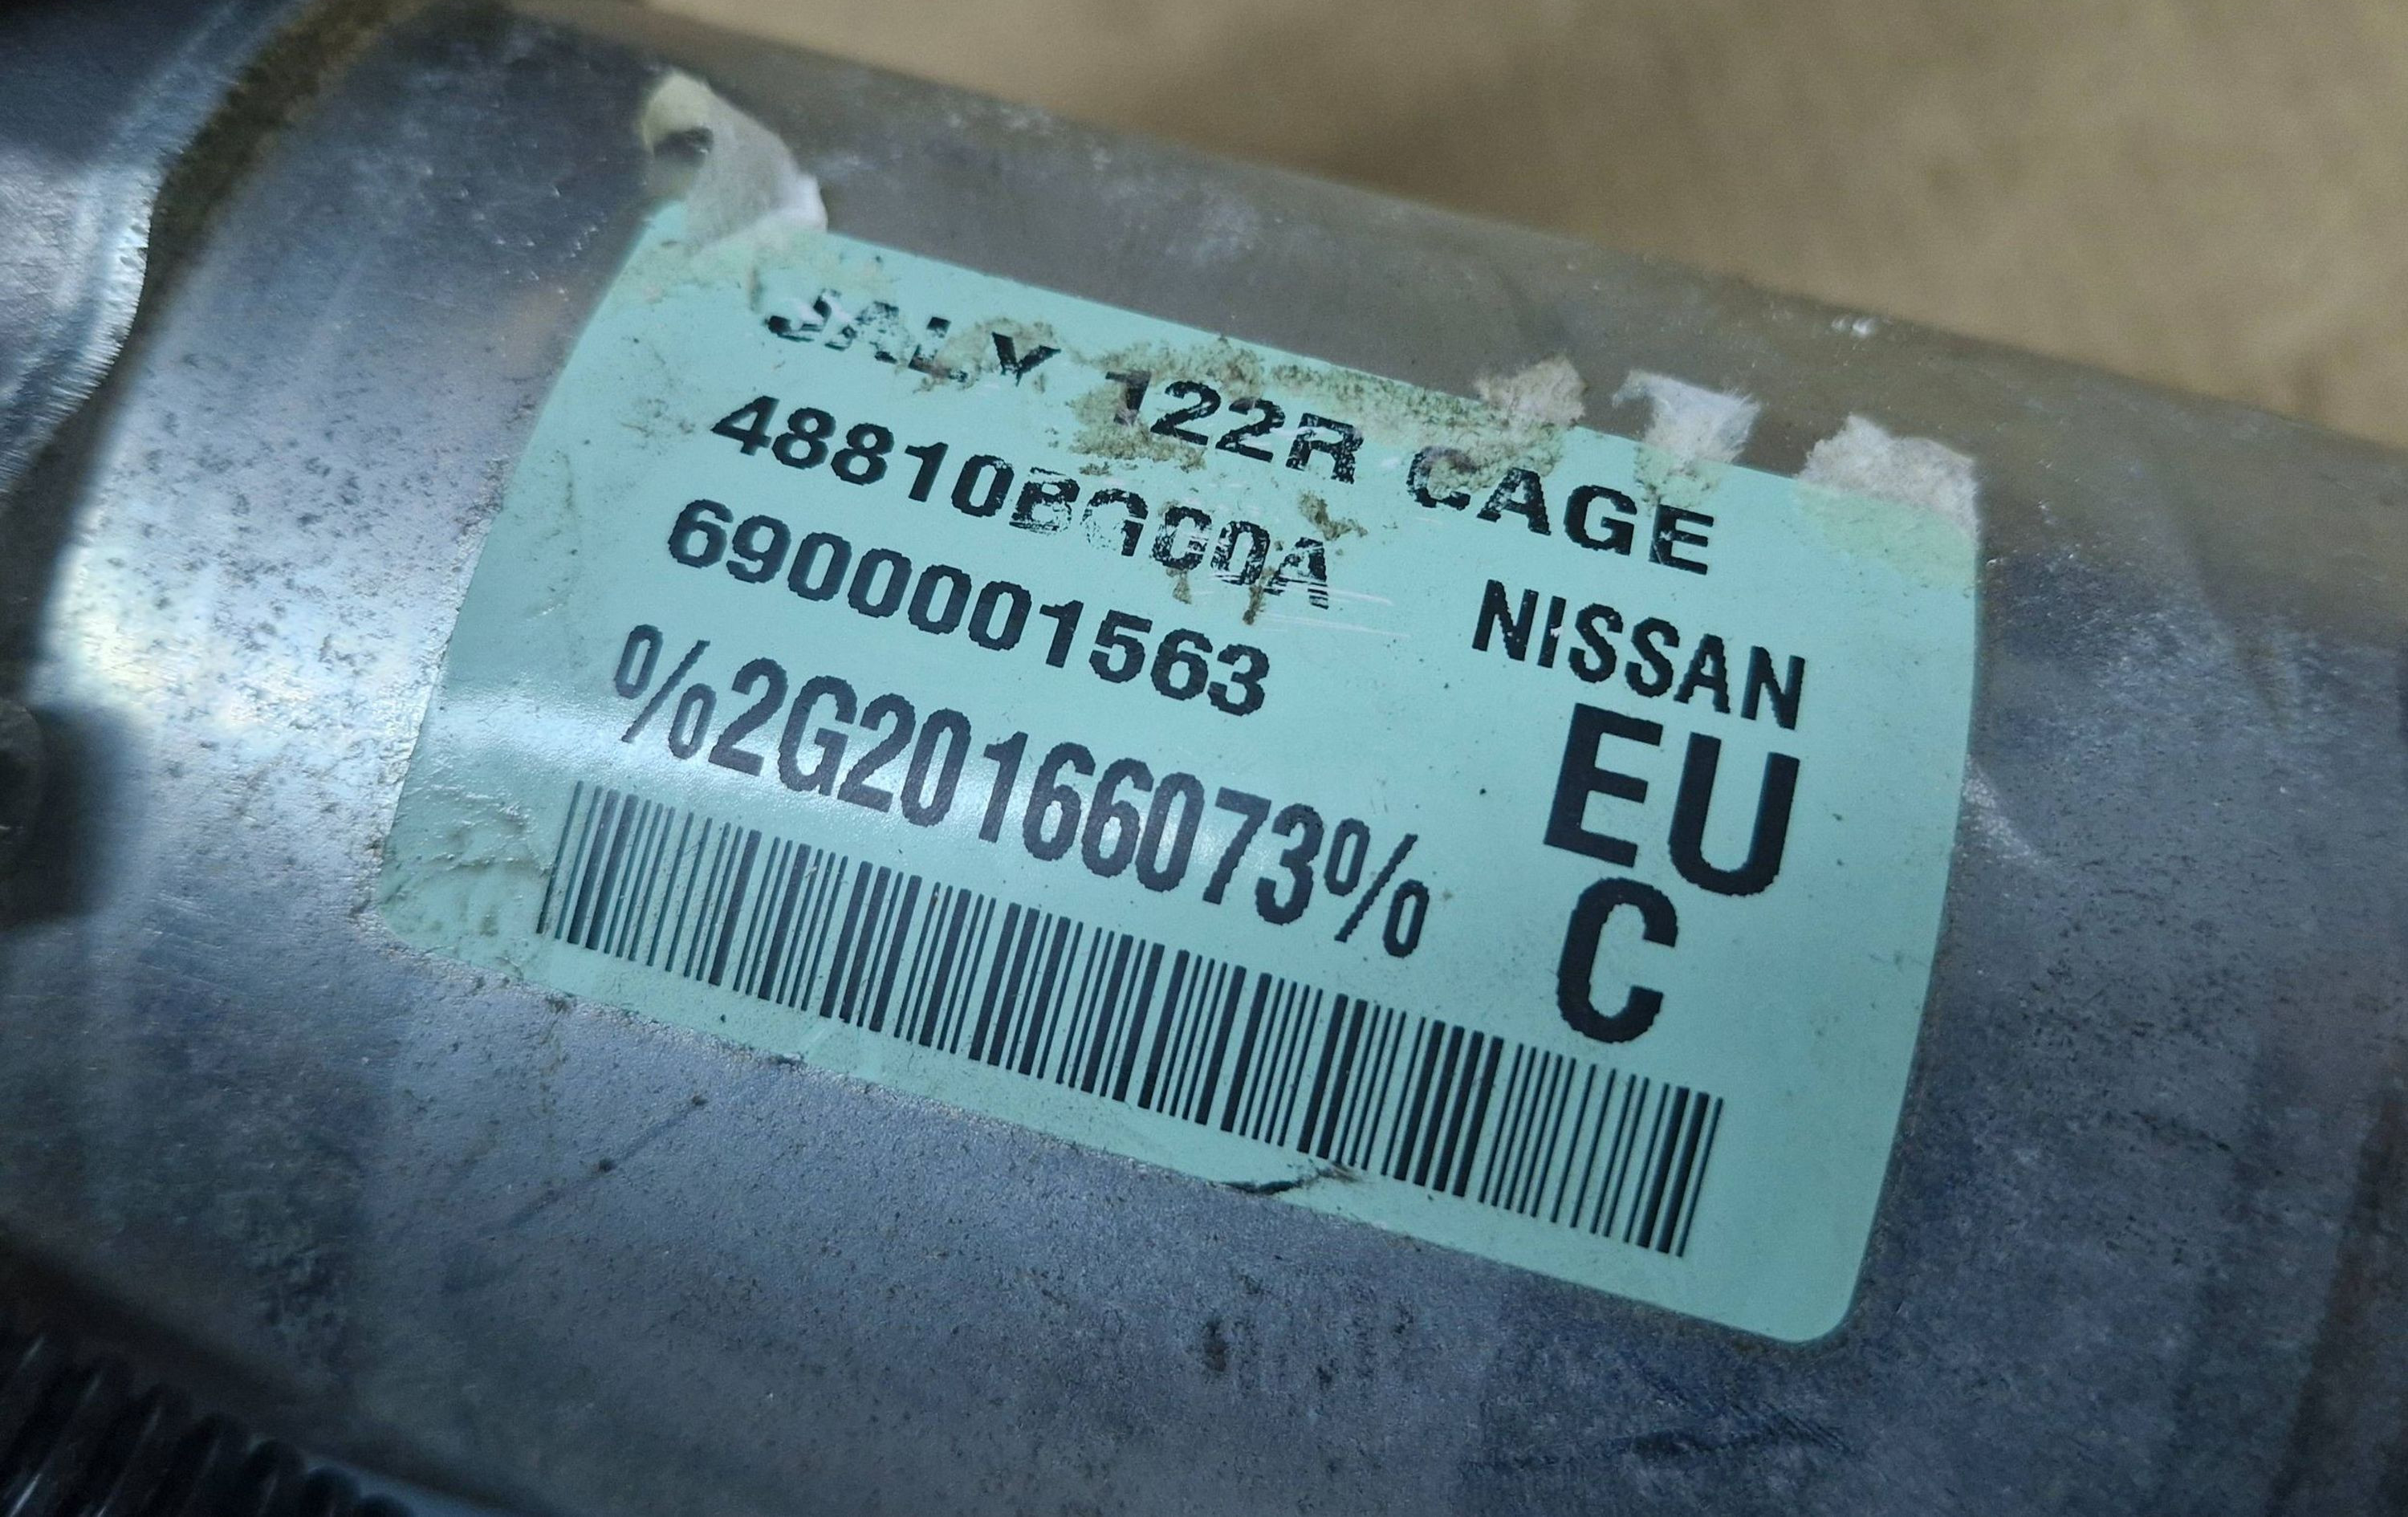 JALY 122R CAGE
48810BG00A
6900001563
NISSAN
%2G20166073%
EU
C